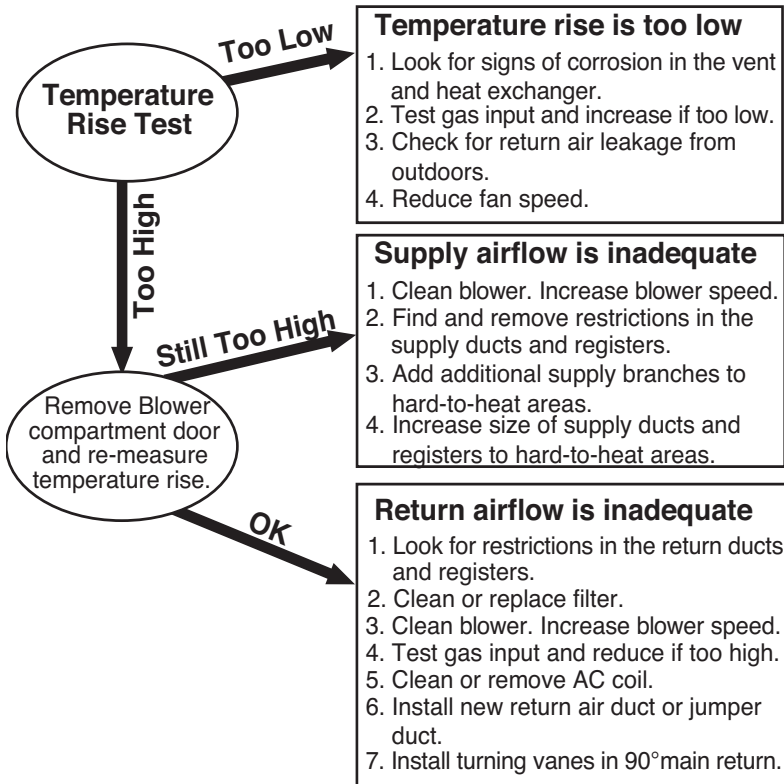 Temperature
Rise Test
Too Low
Temperature rise is too low
1. Look for signs of corrosion in the vent
and heat exchanger.
2. Test gas input and increase if too low.
3. Check for return air leakage from
outdoors.
4. Reduce fan speed.
Too High
Remove Blower
compartment door
and re-measure
temperature rise.
Still Too High
Supply airflow is inadequate
1. Clean blower. Increase blower speed.
2. Find and remove restrictions in the
supply ducts and registers.
3. Add additional supply branches to
hard-to-heat areas.
4. Increase size of supply ducts and
registers to hard-to-heat areas.
OK
Return airflow is inadequate
1. Look for restrictions in the return ducts
and registers.
2. Clean or replace filter.
3. Clean blower. Increase blower speed.
4. Test gas input and reduce if too high.
5. Clean or remove AC coil.
6. Install new return air duct or jumper
duct.
7. Install turning vanes in 90°main return.